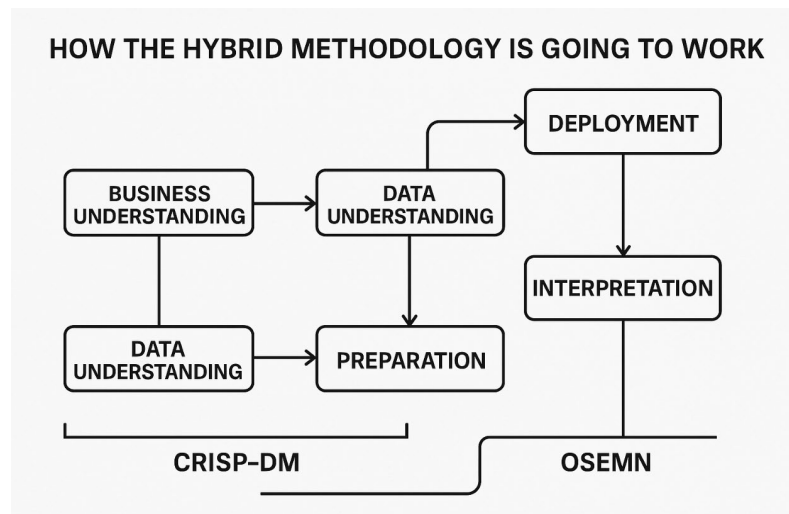 HOW THE HYBRID METHODOLOGY IS GOING TO WORK
DEPLOYMENT
BUSINESS
UNDERSTANDING
DATA
UNDERSTANDING
INTERPRETATION
DATA
UNDERSTANDING
PREPARATION
CRISP-DM
OSEMN